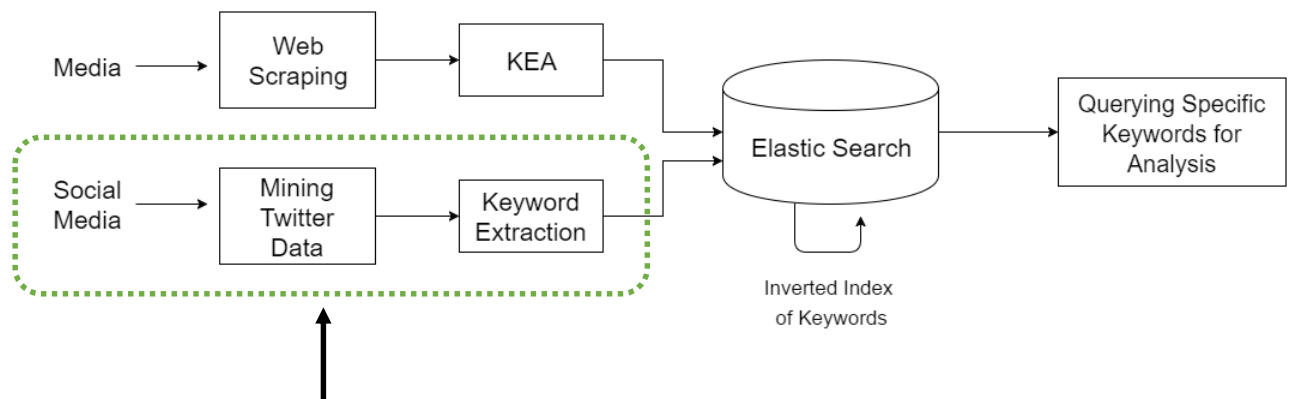 Media
Web
Scraping
KEA
Social
Media
Mining
Twitter
Data
Keyword
Extraction
Elastic Search
Inverted Index
of Keywords
Querying Specific
Keywords for
Analysis